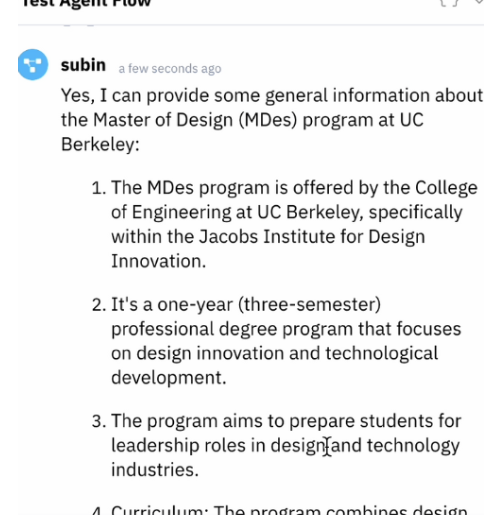 Test Agent Flow
subin a few seconds ago
Yes, I can provide some general information about
the Master of Design (MDes) program at UC
Berkeley:
1. The MDes program is offered by the College
of Engineering at UC Berkeley, specifically
within the Jacobs Institute for Design
Innovation.
2. It's a one-year (three-semester)
professional degree program that focuses
on design innovation and technological
development.
3. The program aims to prepare students for
leadership roles in design and technology
industries.
4. Curriculum: The program combines design